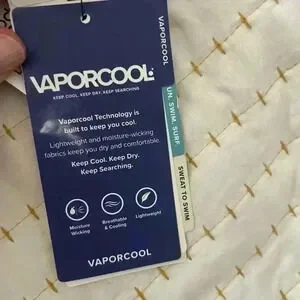 VAPORCOOL
KEEP COOL. KEEP DRY. KEEP SEARCHING
Vaporcool Technology is
built to keep you cool.
Lightweight and moisture-wicking
fabrics keep you dry and comfortable.
Keep Cool. Keep Dry.
Keep Searching.
Moisture
Wicking
Breathable
& Cooling
Lightweight
VAPORCOOL
VAPORCOOL
UN. SWIM. SURF.
SWEAT TO SWIM